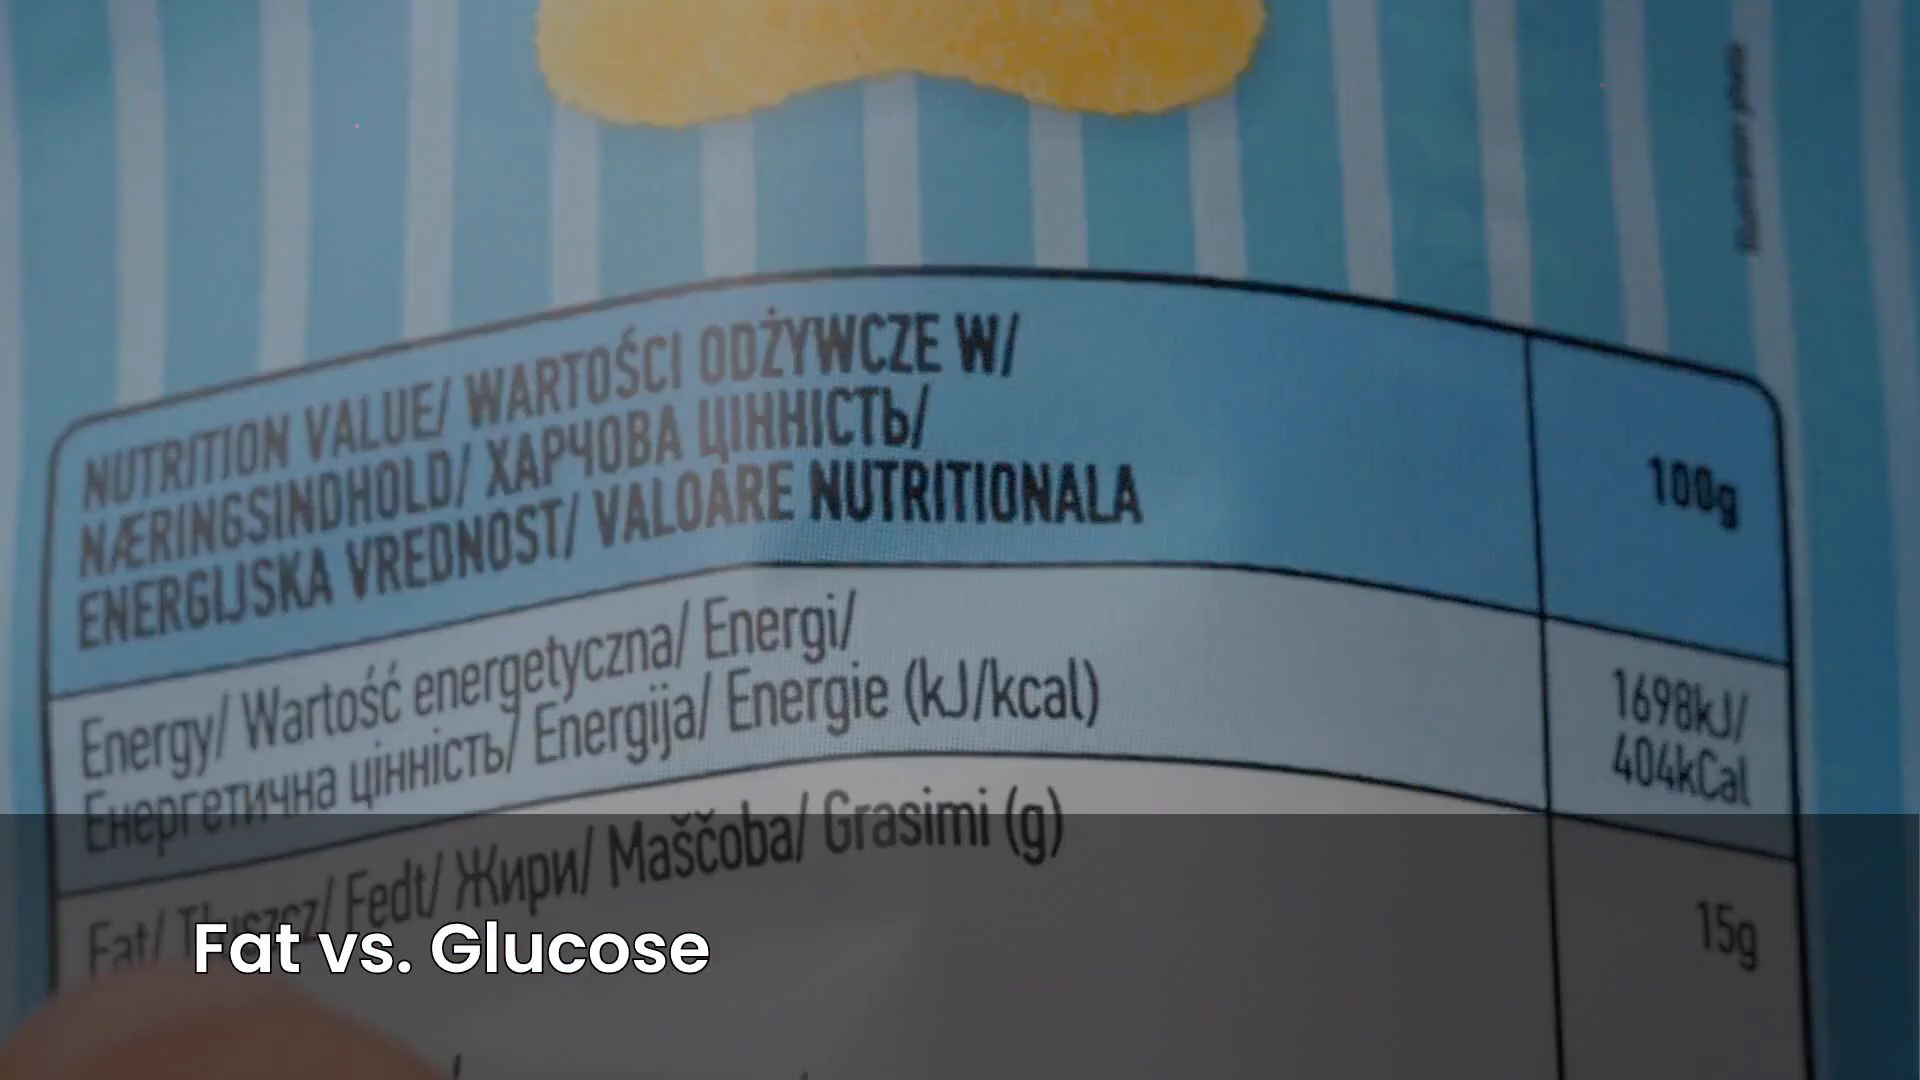 NUTRITION VALUE/ WARTOŚCI ODŻYWCZE W/
NÆRINGSINDHOLD/ ХАРЧОВА ЦІННІСТЬ/
ENERGIJSKA VREDNOST/ VALOARE NUTRITIONALA
100g
Energy/ Wartość energetyczna/ Energi/
Енергетична цінність/ Energija/ Energie (kJ/kcal)
1698kJ/
404kCal
Fat/ Tłuszcz/ Fedt/ Жири/ Maščoba/ Grasimi (g)
15g
Fat vs. Glucose